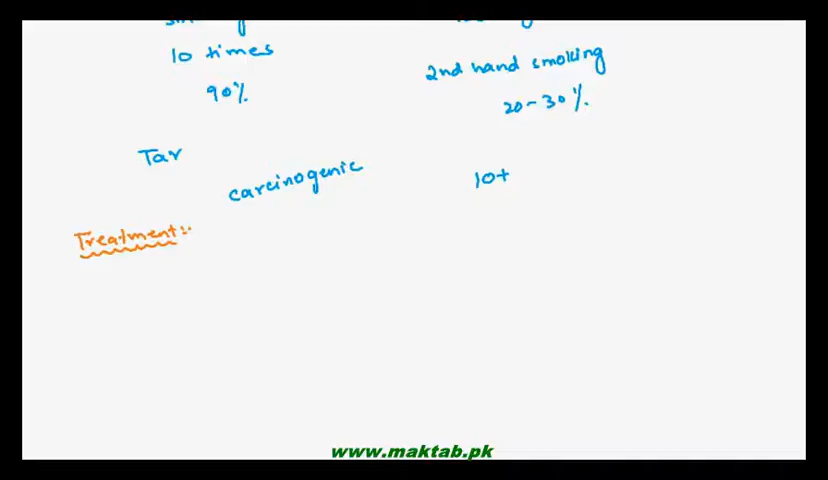 10 times
2nd hand smoking
90%
20-30%.
Tar
carcinogenic
10+
Treatment:-
www.maktab.pk